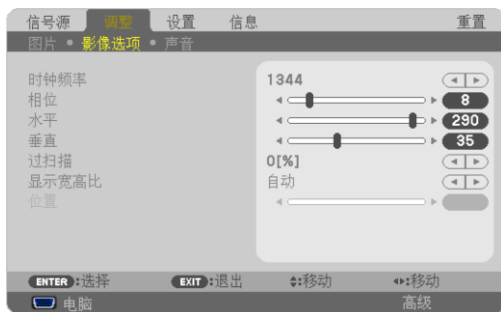 信号源 调整 设置 信息 重置
图片 • 影像选项 • 声音
时钟频率 1344
相位 8
水平 290
垂直 35
过扫描 0[%]
显示宽高比 自动
位置
ENTER:选择 EXIT:退出 :移动 :移动
电脑 高级